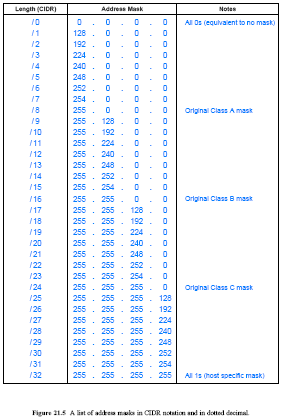 Length (CIDR) Address Mask Notes
/ 0 0 . 0 . 0 . 0 All 0s (equivalent to no mask)
/ 1 128 . 0 . 0 . 0
/ 2 192 . 0 . 0 . 0
/ 3 224 . 0 . 0 . 0
/ 4 240 . 0 . 0 . 0
/ 5 248 . 0 . 0 . 0
/ 6 252 . 0 . 0 . 0
/ 7 254 . 0 . 0 . 0
/ 8 255 . 0 . 0 . 0 Original Class A mask
/ 9 255 . 128 . 0 . 0
/ 10 255 . 192 . 0 . 0
/ 11 255 . 224 . 0 . 0
/ 12 255 . 240 . 0 . 0
/ 13 255 . 248 . 0 . 0
/ 14 255 . 252 . 0 . 0
/ 15 255 . 254 . 0 . 0
/ 16 255 . 255 . 0 . 0 Original Class B mask
/ 17 255 . 255 . 128 . 0
/ 18 255 . 255 . 192 . 0
/ 19 255 . 255 . 224 . 0
/ 20 255 . 255 . 240 . 0
/ 21 255 . 255 . 248 . 0
/ 22 255 . 255 . 252 . 0
/ 23 255 . 255 . 254 . 0
/ 24 255 . 255 . 255 . 0 Original Class C mask
/ 25 255 . 255 . 255 . 128
/ 26 255 . 255 . 255 . 192
/ 27 255 . 255 . 255 . 224
/ 28 255 . 255 . 255 . 240
/ 29 255 . 255 . 255 . 248
/ 30 255 . 255 . 255 . 252
/ 31 255 . 255 . 255 . 254
/ 32 255 . 255 . 255 . 255 All 1s (host specific mask)
Figure 21.5 A list of address masks in CIDR notation and in dotted decimal.